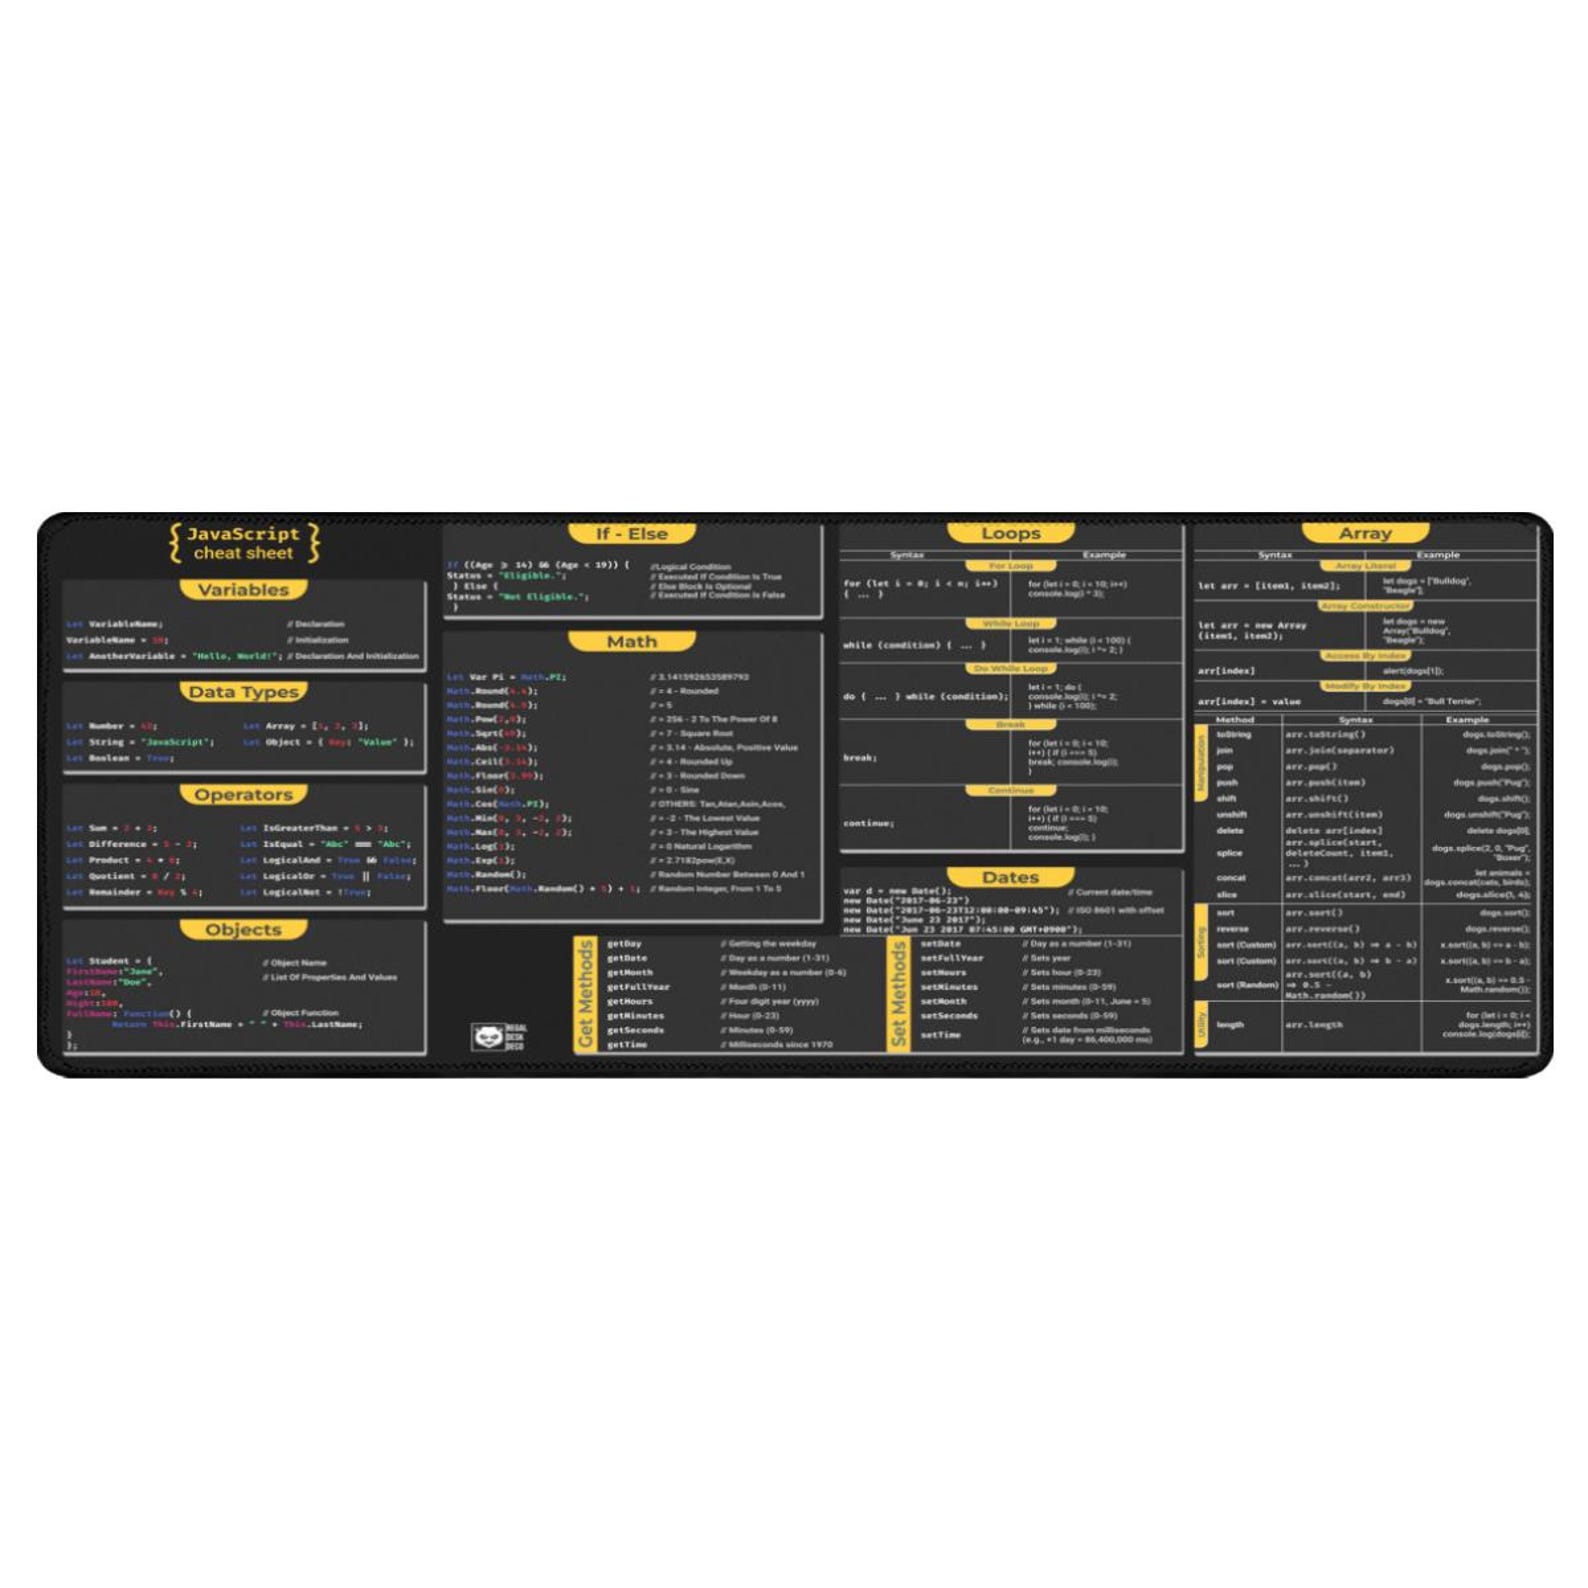 { JavaScript }
cheat sheet
Variables
Let VariableName; // Declaration
VariableName = 10; // Initialization
Let AnotherVariable = "Hello, World!"; // Declaration And Initialization
Data Types
Let Number = 42; Let Array = [1, 2, 3];
Let String = "JavaScript"; Let Object = { Key: "Value" };
Let Boolean = True;
Operators
Let Sum = 2 + 2; Let IsGreaterThan = 5 > 3;
Let Difference = 5 - 2; Let IsEqual = "Abc" === "Abc";
Let Product = 4 * 6; Let LogicalAnd = True && False;
Let Quotient = 8 / 2; Let LogicalOr = True || False;
Let Remainder = Key % 4; Let LogicalNot = !True;
Objects
Let Student = { // Object Name
FirstName:"Jane", // List Of Properties And Values
LastName:"Doe",
Age:18,
FullName: Function() { // Object Function
Return This.FirstName + " " + This.LastName;
}
};
If - Else
If ((Age ≥ 14) && (Age < 19)) { //Logical Condition
Status = "Eligible."; // Executed If Condition Is True
} Else { // Else Block Is Optional
Status = "Not Eligible."; // Executed If Condition Is False
}
Math
Let Var Pi = Math.PI; // 3.141592653589793
Math.Round(4.4); // = 4 - Rounded
Math.Round(4.5); // = 5
Math.Pow(2,8); // = 256 - 2 To The Power Of 8
Math.Sqrt(49); // = 7 - Square Root
Math.Abs(-3.14); // = 3.14 - Absolute, Positive Value
Math.Ceil(3.14); // = 4 - Rounded Up
Math.Floor(3.99); // = 3 - Rounded Down
Math.Sin(0); // = 0 - Sine
Math.Cos(Math.PI); // OTHERS: Tan,Atan,Asin,Acos,
Math.Min(0, 3, -2, 2); // = -2 - The Lowest Value
Math.Max(0, 3, -2, 2); // = 3 - The Highest Value
Math.Log(1); // = 0 Natural Logarithm
Math.Exp(1); // = 2.7182pow(E,X)
Math.Random(); // Random Number Between 0 And 1
Math.Floor(Math.Random() * 5) + 1; // Random Integer, From 1 To 5
REGAL
DESK
DECO
Loops
Syntax Example
For Loop
for (let i = 0; i < n; i++) for (let i = 0; i < 10; i++)
{ ... } console.log(i * 3);
While Loop
while (condition) { ... } let i = 1; while (i < 100) {
console.log(i); i *= 2; }
Do While Loop
do { ... } while (condition); let i = 1; do {
console.log(i); i *= 2;
} while (i < 100);
Break
break; for (let i = 0; i < 10;
i++) { if (i === 5)
break; console.log(i);
}
Continue
continue; for (let i = 0; i < 10;
i++) { if (i === 5)
continue;
console.log(i); }
Dates
var d = new Date(); // Current date/time
new Date("2017-06-23")
new Date("2017-06-23T12:00:00-09:45"); // ISO 8601 with offset
new Date("June 23 2017");
new Date("Jun 23 2017 07:45:00 GMT+0900");
Get Methods
getDay // Getting the weekday
getDate // Day as a number (1-31)
getMonth // Weekday as a number (0-6)
getFullYear // Month (0-11)
getHours // Four digit year (yyyy)
getMinutes // Hour (0-23)
getSeconds // Minutes (0-59)
getTime // Milliseconds since 1970
Set Methods
setDate // Day as a number (1-31)
setFullYear // Sets year
setHours // Sets hour (0-23)
setMinutes // Sets minutes (0-59)
setMonth // Sets month (0-11, June = 5)
setSeconds // Sets seconds (0-59)
setTime // Sets date from milliseconds
(e.g., +1 day = 86,400,000 ms)
Array
Syntax Example
Array Literal
let arr = [item1, item2]; let dogs = ["Bulldog",
"Beagle"];
Array Constructor
let arr = new Array let dogs = new
(item1, item2); Array("Bulldog",
"Beagle");
Access By Index
arr[index] alert(dogs[1]);
Modify By Index
arr[index] = value dogs[0] = "Bull Terrier";
Method Syntax Example
Manipulation
toString arr.toString() dogs.toString();
join arr.join(separator) dogs.join(" * ");
pop arr.pop() dogs.pop();
push arr.push(item) dogs.push("Pug");
shift arr.shift() dogs.shift();
unshift arr.unshift(item) dogs.unshift("Pug");
delete delete arr[index] delete dogs[0];
splice arr.splice(start,
deleteCount, item1,
... ) dogs.splice(2, 0, "Pug",
"Boxer");
concat arr.concat(arr2, arr3) let animals =
dogs.concat(cats, birds);
slice arr.slice(start, end) dogs.slice(1, 4);
Sorting
sort arr.sort() dogs.sort();
reverse arr.reverse() dogs.reverse();
sort (Custom) arr.sort((a, b) => a - b) x.sort((a, b) => a - b);
sort (Custom) arr.sort((a, b) => b - a) x.sort((a, b) => b - a);
sort (Random) arr.sort((a, b)
=> 0.5 -
Math.random()) x.sort((a, b) => 0.5 -
Math.random());
Utility
length arr.length for (let i = 0; i <
dogs.length; i++)
console.log(dogs[i]);